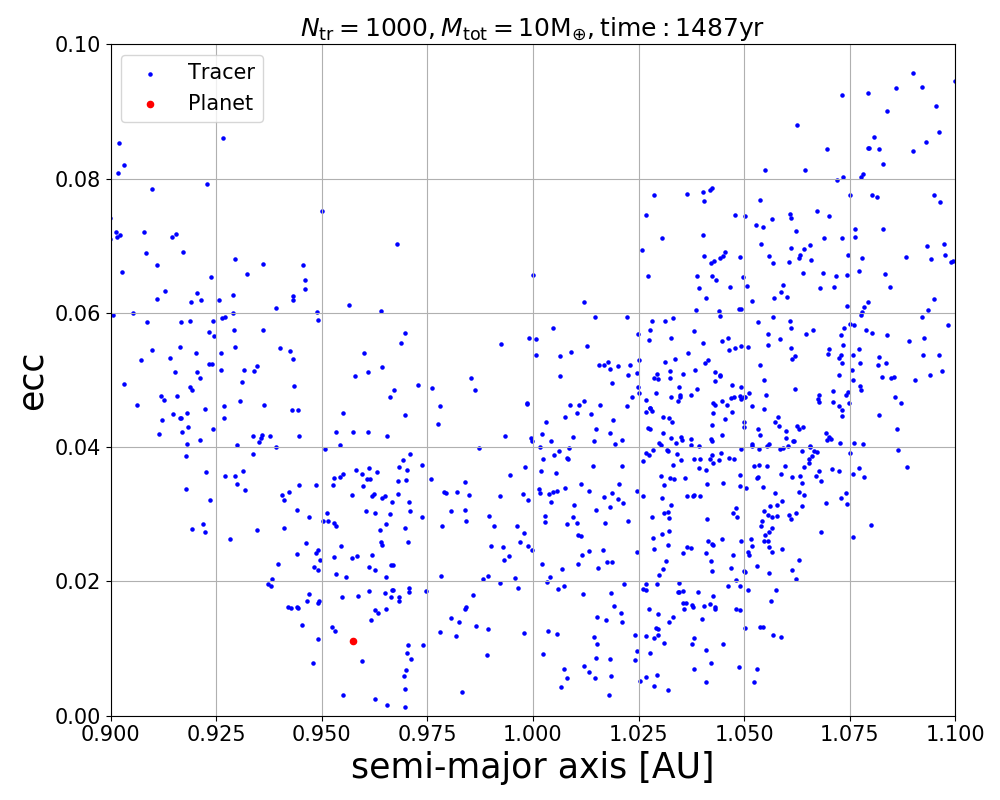 N_tr = 1000, M_tot = 10M_⊕, time : 1487yr
0.10
Tracer
Planet
0.08
0.06
ecc
0.04
0.02
0.00
0.900 0.925 0.950 0.975 1.000 1.025 1.050 1.075 1.100
semi-major axis [AU]